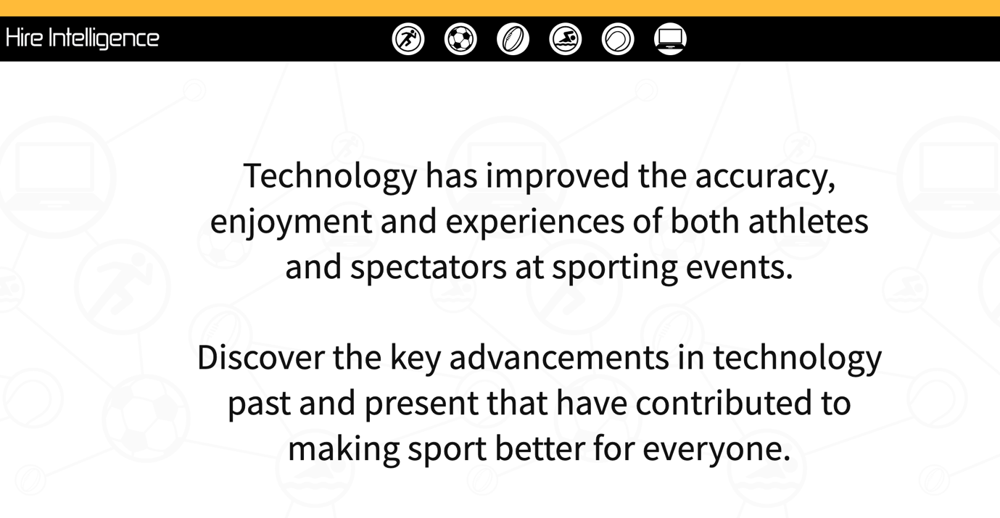 Hire Intelligence
Technology has improved the accuracy,
enjoyment and experiences of both athletes
and spectators at sporting events.
Discover the key advancements in technology
past and present that have contributed to
making sport better for everyone.